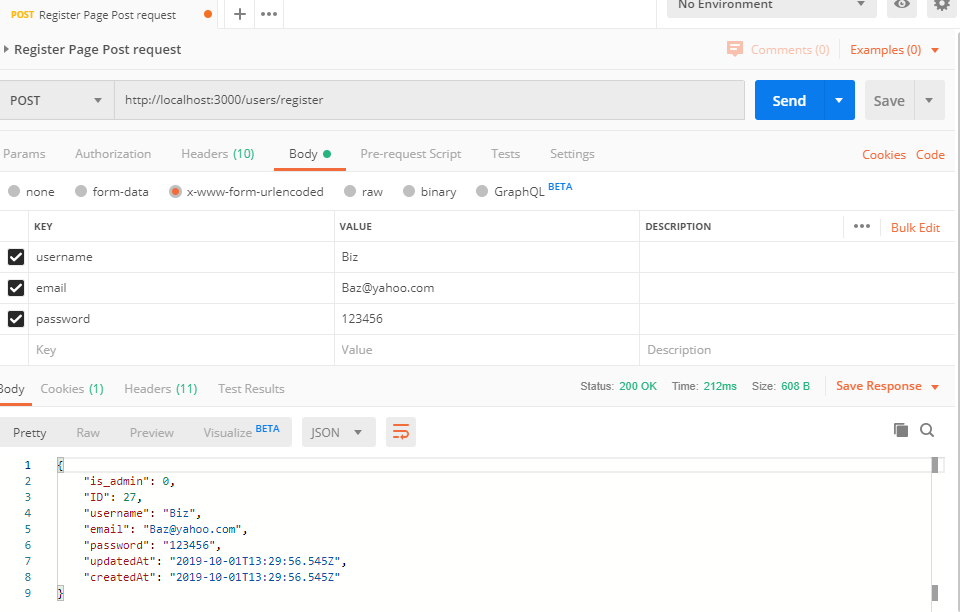 POST Register Page Post request
No Environment
Register Page Post request Comments (0) Examples (0)
POST http://localhost:3000/users/register Send Save
Params Authorization Headers (10) Body Pre-request Script Tests Settings Cookies Code
none form-data x-www-form-urlencoded raw binary GraphQL BETA
KEY VALUE DESCRIPTION Bulk Edit
username Biz
email Baz@yahoo.com
password 123456
Key Value Description
Body Cookies (1) Headers (11) Test Results Status: 200 OK Time: 212ms Size: 608 B Save Response
Pretty Raw Preview Visualize BETA JSON
1 {
2 "is_admin": 0,
3 "ID": 27,
4 "username": "Biz",
5 "email": "Baz@yahoo.com",
6 "password": "123456",
7 "updatedAt": "2019-10-01T13:29:56.545Z",
8 "createdAt": "2019-10-01T13:29:56.545Z"
9 }